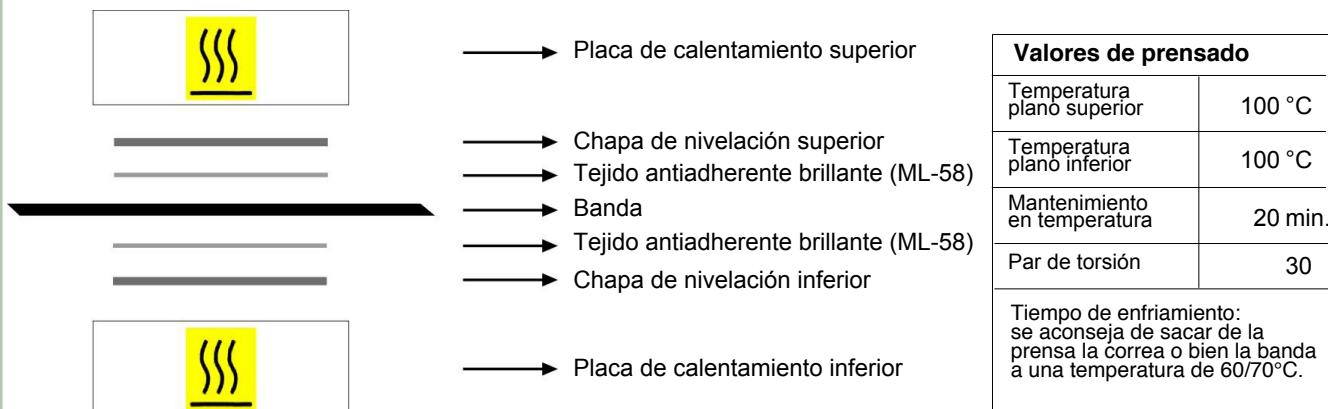 Placa de calentamiento superior
Chapa de nivelación superior
Tejido antiadherente brillante (ML-58)
Banda
Tejido antiadherente brillante (ML-58)
Chapa de nivelación inferior
Placa de calentamiento inferior
Valores de prensado
Temperatura
plano superior
100 °C
Temperatura
plano inferior
100 °C
Mantenimiento
en temperatura
20 min.
Par de torsión
30
Tiempo de enfriamiento:
se aconseja de sacar de la
prensa la correa o bien la banda
a una temperatura de 60/70°C.